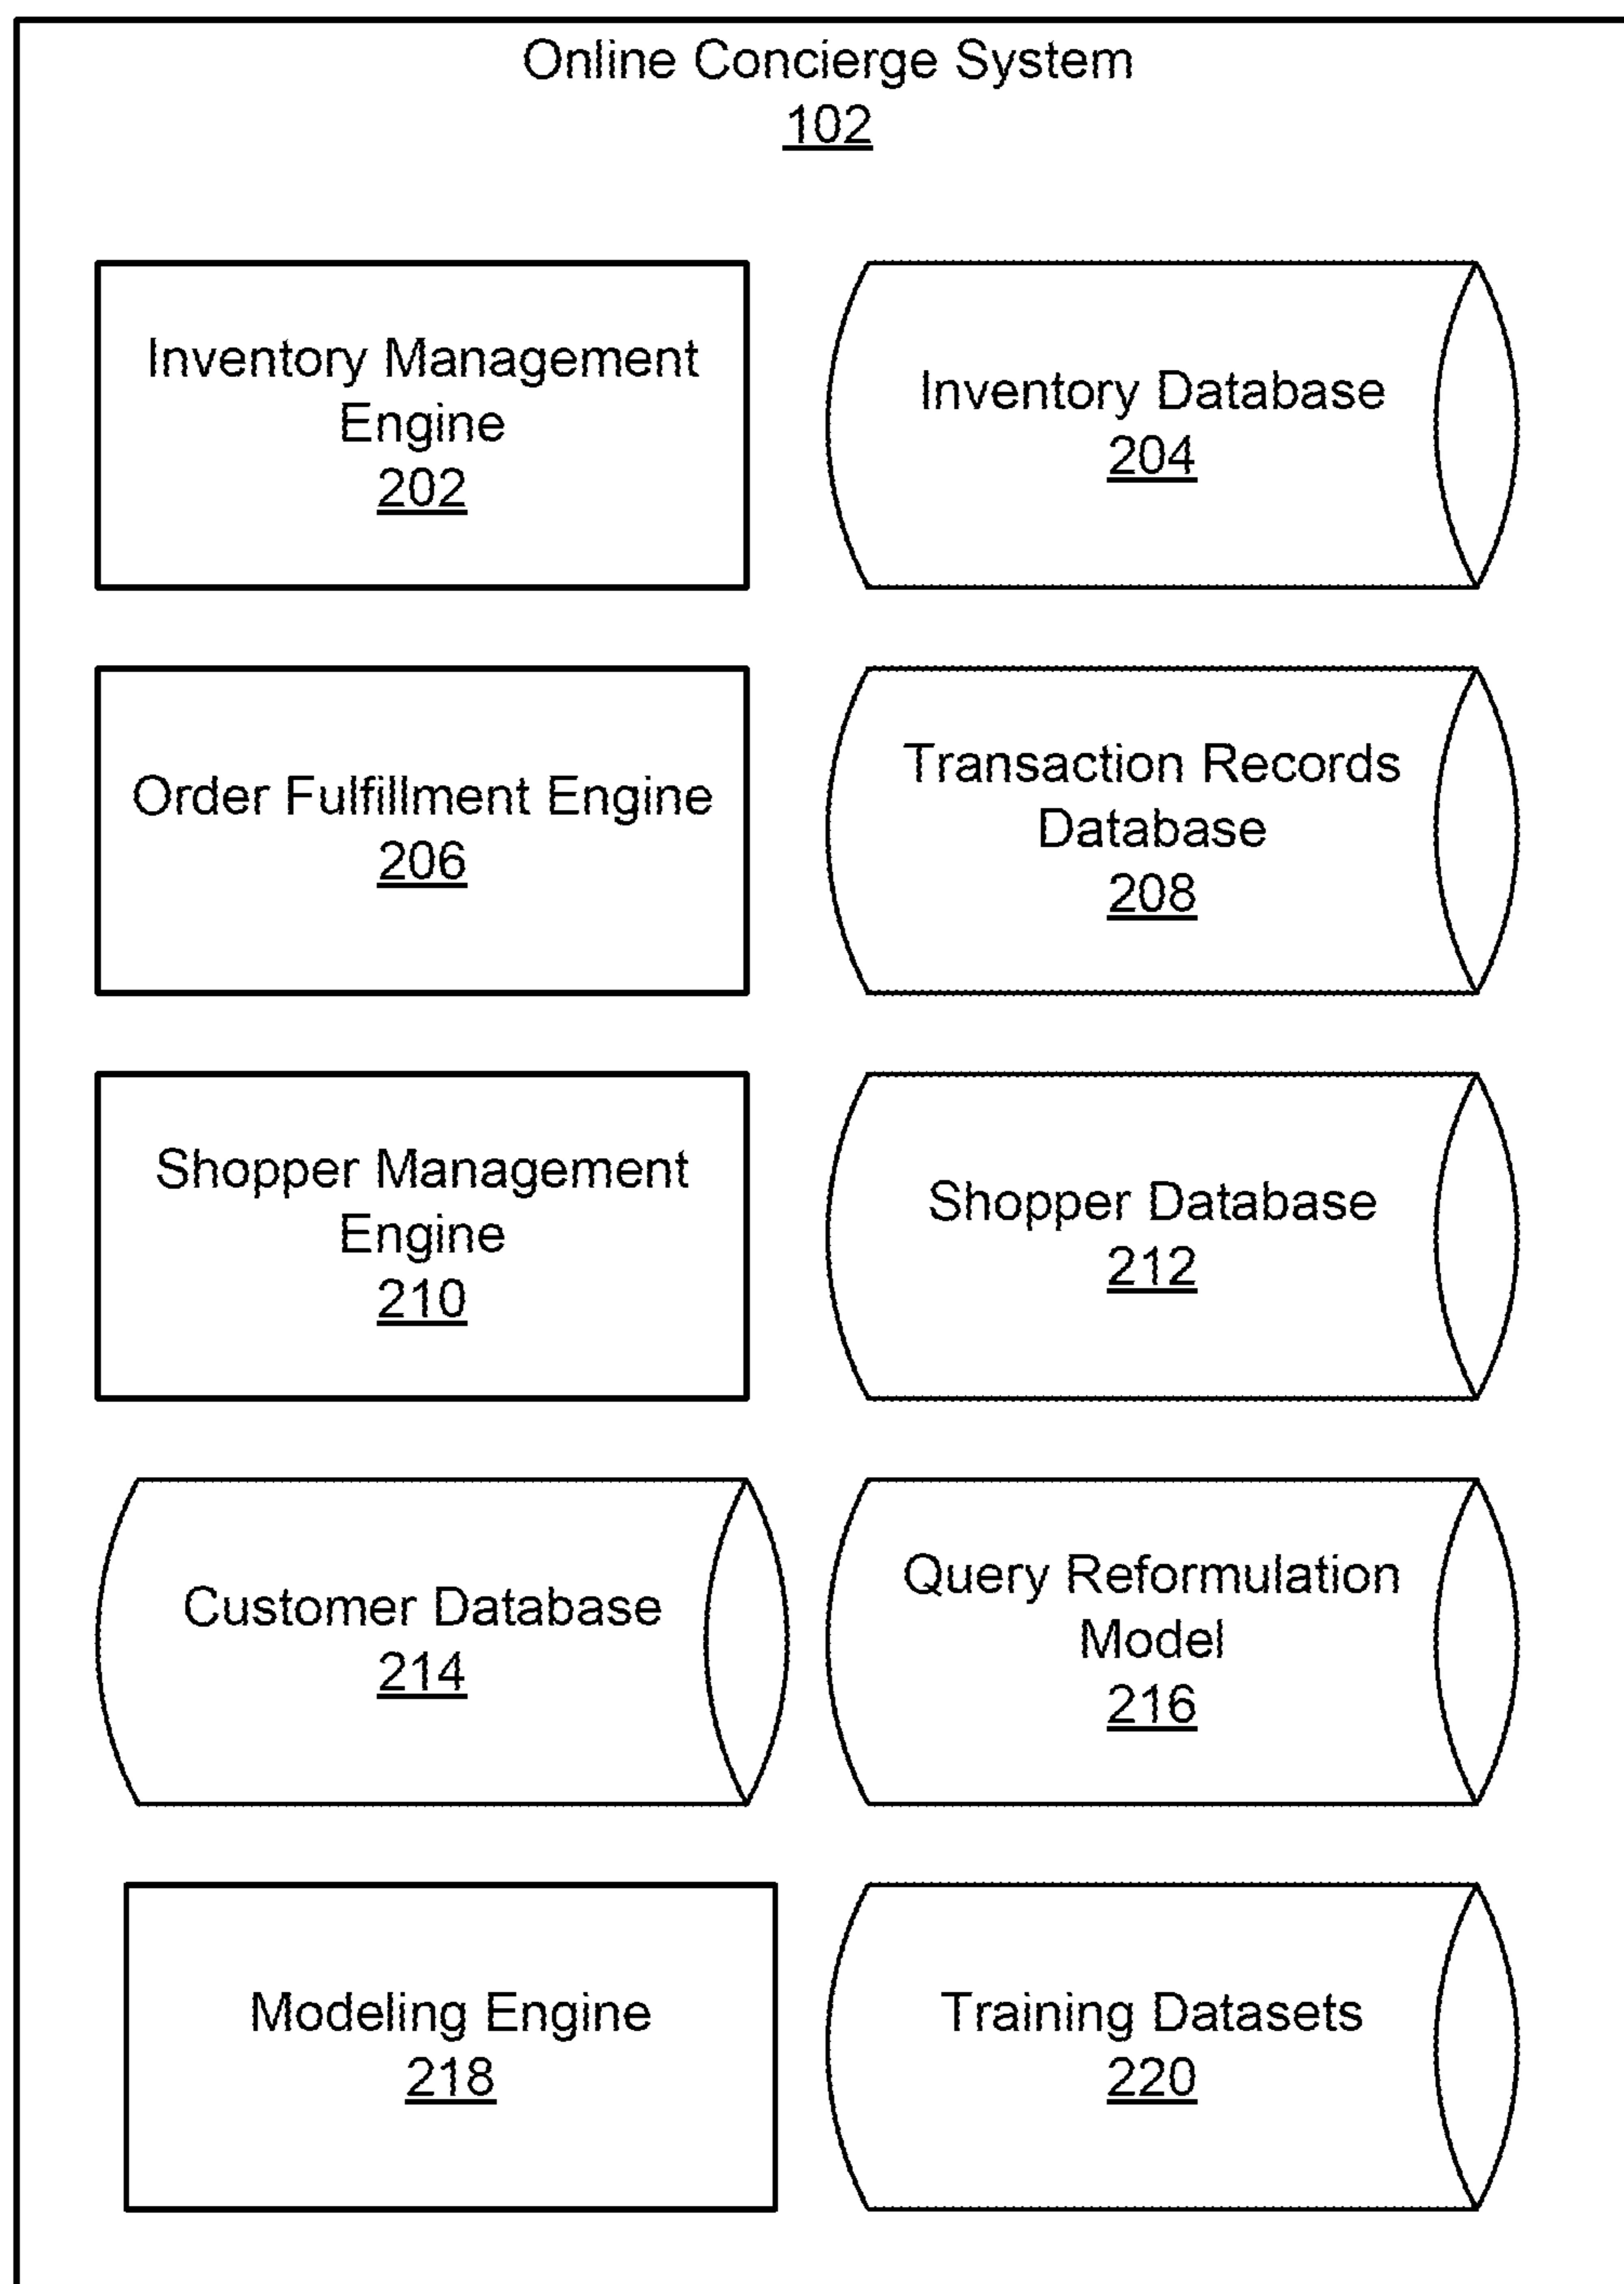 Online Concierge System
102
Inventory Management
Engine
202
Inventory Database
204
Order Fulfillment Engine
206
Transaction Records
Database
208
Shopper Management
Engine
210
Shopper Database
212
Customer Database
214
Query Reformulation
Model
216
Modeling Engine
218
Training Datasets
220